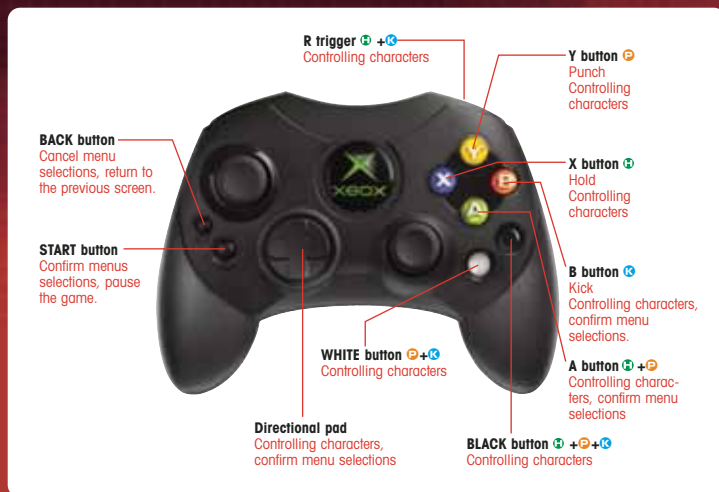 R trigger H +K
Controlling characters
Y button P
Punch
Controlling
characters
BACK button
Cancel menu
selections, return to
the previous screen.
X button H
Hold
Controlling
characters
START button
Confirm menus
selections, pause
the game.
B button K
Kick
Controlling characters,
confirm menu
selections.
WHITE button P+K
Controlling characters
A button H +P
Controlling charac-
ters, confirm menu
selections
Directional pad
Controlling characters,
confirm menu selections
BLACK button H +P+K
Controlling characters
XBOX
Y
X
B
A